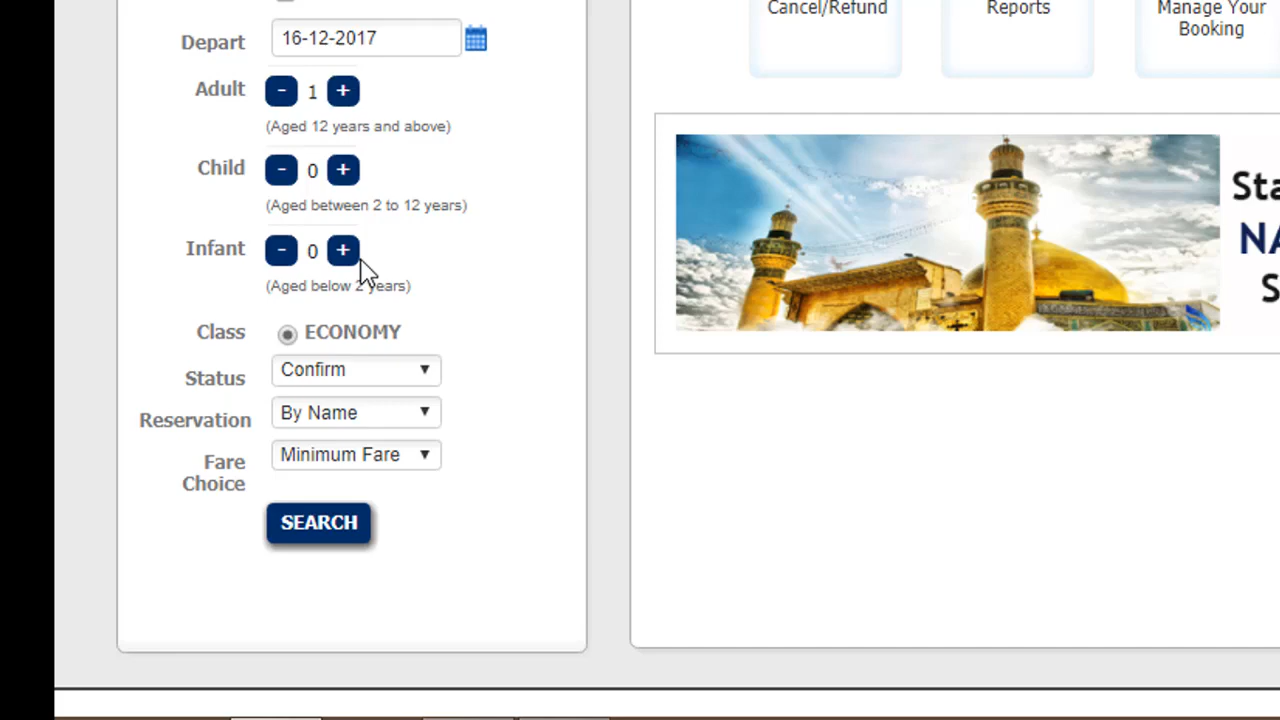 Depart 16-12-2017
Adult - 1 +
(Aged 12 years and above)
Child - 0 +
(Aged between 2 to 12 years)
Infant - 0 +
(Aged below 2 years)
Class ECONOMY
Status Confirm
Reservation By Name
Fare Choice Minimum Fare
SEARCH
Cancel/Refund
Reports
Manage Your
Booking
Sta
NA
S